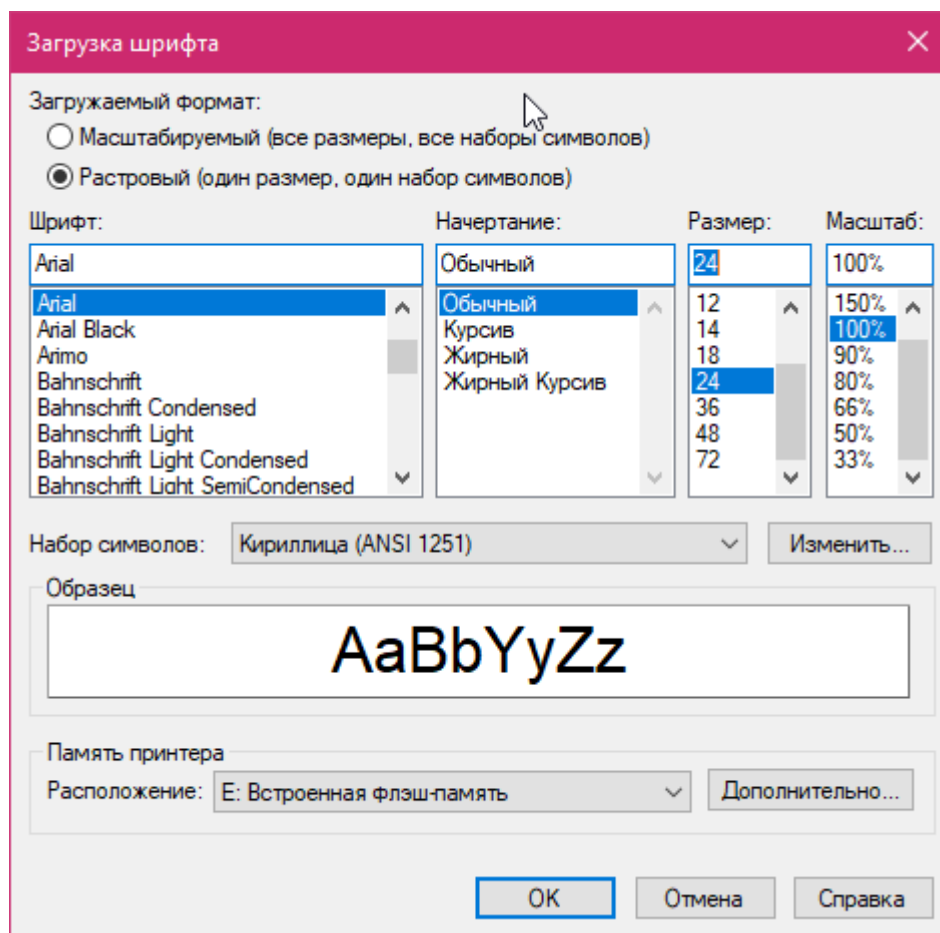 Загрузка шрифта
Загружаемый формат:
Масштабируемый (все размеры, все наборы символов)
Растровый (один размер, один набор символов)
Шрифт: Начертание: Размер: Масштаб:
Arial Обычный 24 100%
Arial Обычный 12 150%
Arial Black Курсив 14 100%
Arimo Жирный 18 90%
Bahnschrift Жирный Курсив 24 80%
Bahnschrift Condensed 36 66%
Bahnschrift Light 48 50%
Bahnschrift Light Condensed 72 33%
Bahnschrift Light SemiCondensed
Набор символов: Кириллица (ANSI 1251) Изменить...
Образец
AaBbYyZz
Память принтера
Расположение: E: Встроенная флэш-память Дополнительно...
OK Отмена Справка